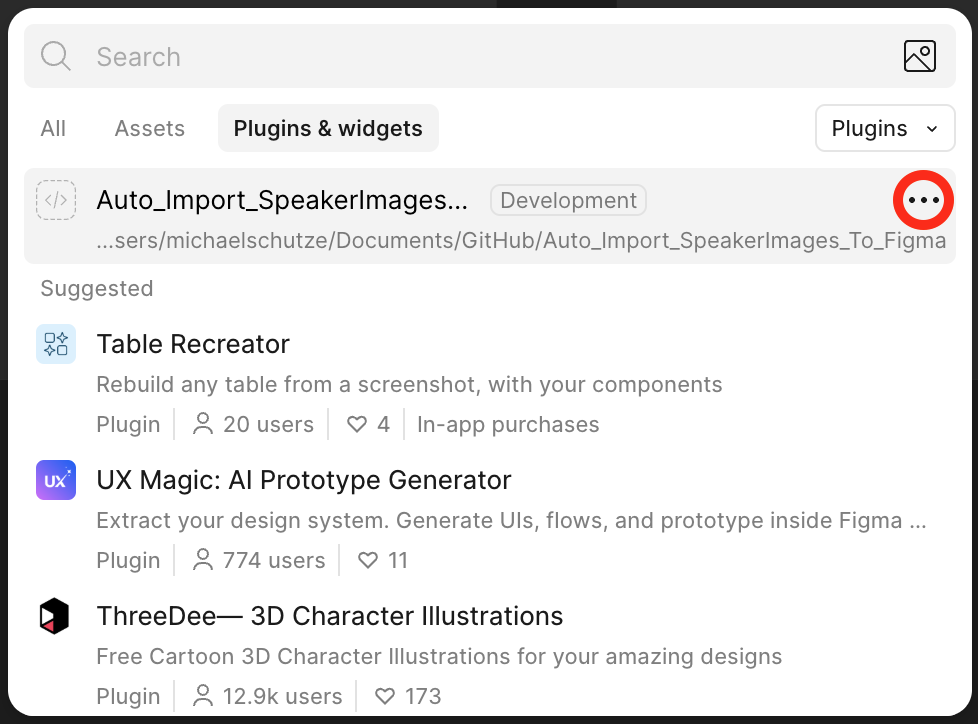 Search
All Assets Plugins & widgets Plugins
</> Auto_Import_SpeakerImages... Development
...sers/michaelschutze/Documents/GitHub/Auto_Import_SpeakerImages_To_Figma
Suggested
Table Recreator
Rebuild any table from a screenshot, with your components
Plugin 20 users 4 In-app purchases
UX UX Magic: AI Prototype Generator
Extract your design system. Generate UIs, flows, and prototype inside Figma ...
Plugin 774 users 11
ThreeDee— 3D Character Illustrations
Free Cartoon 3D Character Illustrations for your amazing designs
Plugin 12.9k users 173